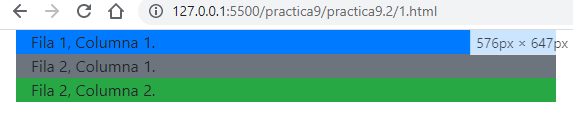 127.0.0.1:5500/practica9/practica9.2/1.html
Fila 1, Columna 1.
576px × 647px
Fila 2, Columna 1.
Fila 2, Columna 2.